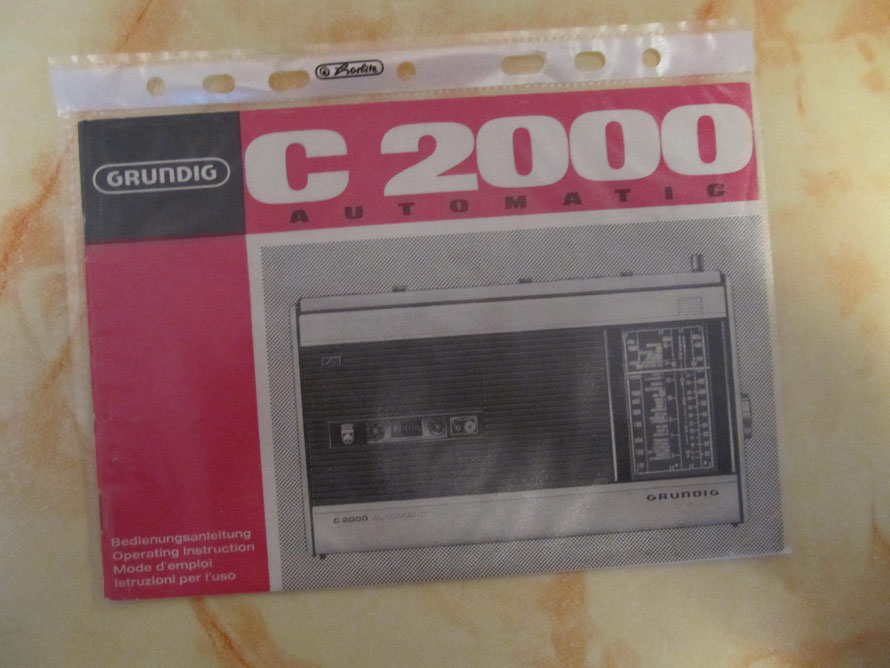 Herlitz
GRUNDIG
C 2000
AUTOMATIC
C 2000 AUTOMATIC
GRUNDIG
Bedienungsanleitung
Operating Instruction
Mode d'emploi
Istruzioni per l'uso